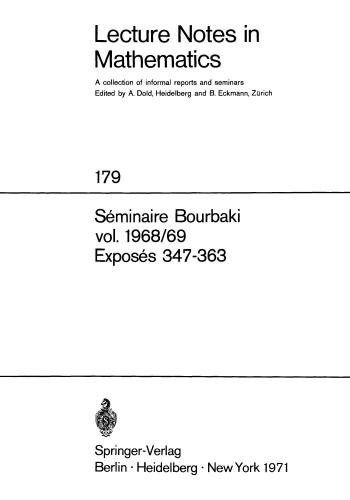 Lecture Notes in
Mathematics
A collection of informal reports and seminars
Edited by A. Dold, Heidelberg and B. Eckmann, Zürich
179
Séminaire Bourbaki
vol. 1968/69
Exposés 347-363
Springer-Verlag
Berlin · Heidelberg · New York 1971